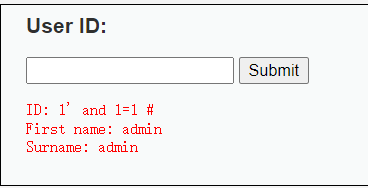 User ID:
Submit
ID: 1' and 1=1 #
First name: admin
Surname: admin